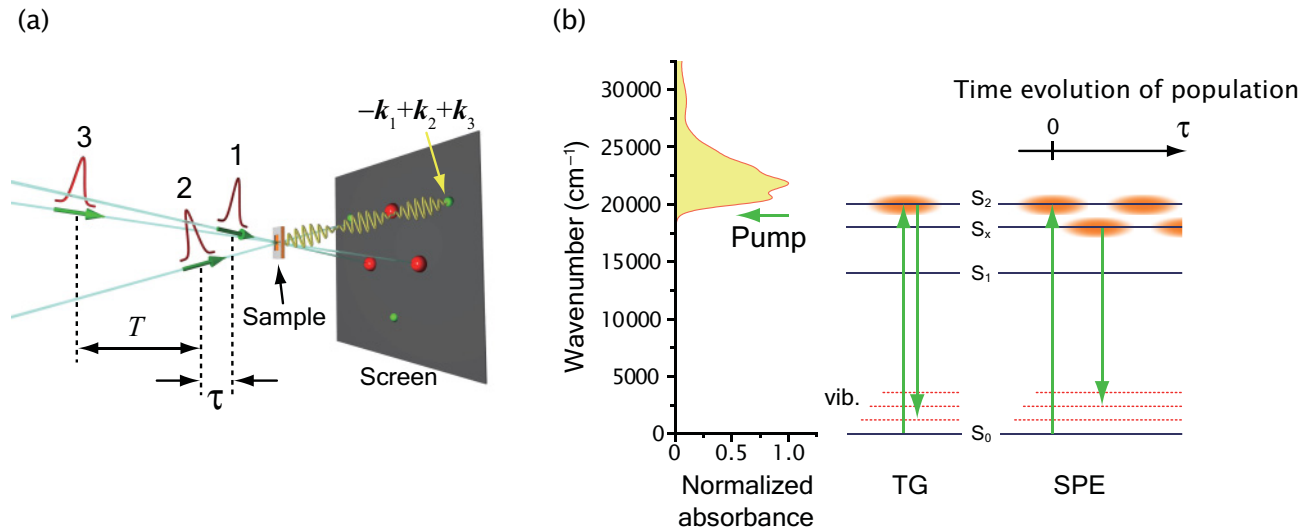 (a)
3
2
1
−k₁+k₂+k₃
Sample
T
τ
Screen
(b)
Wavenumber (cm⁻¹)
30000
25000
20000
15000
10000
5000
0
0
0.5
1.0
Normalized
absorbance
Pump
Time evolution of population
0
τ
S₂
Sₓ
S₁
vib.
S₀
TG
SPE